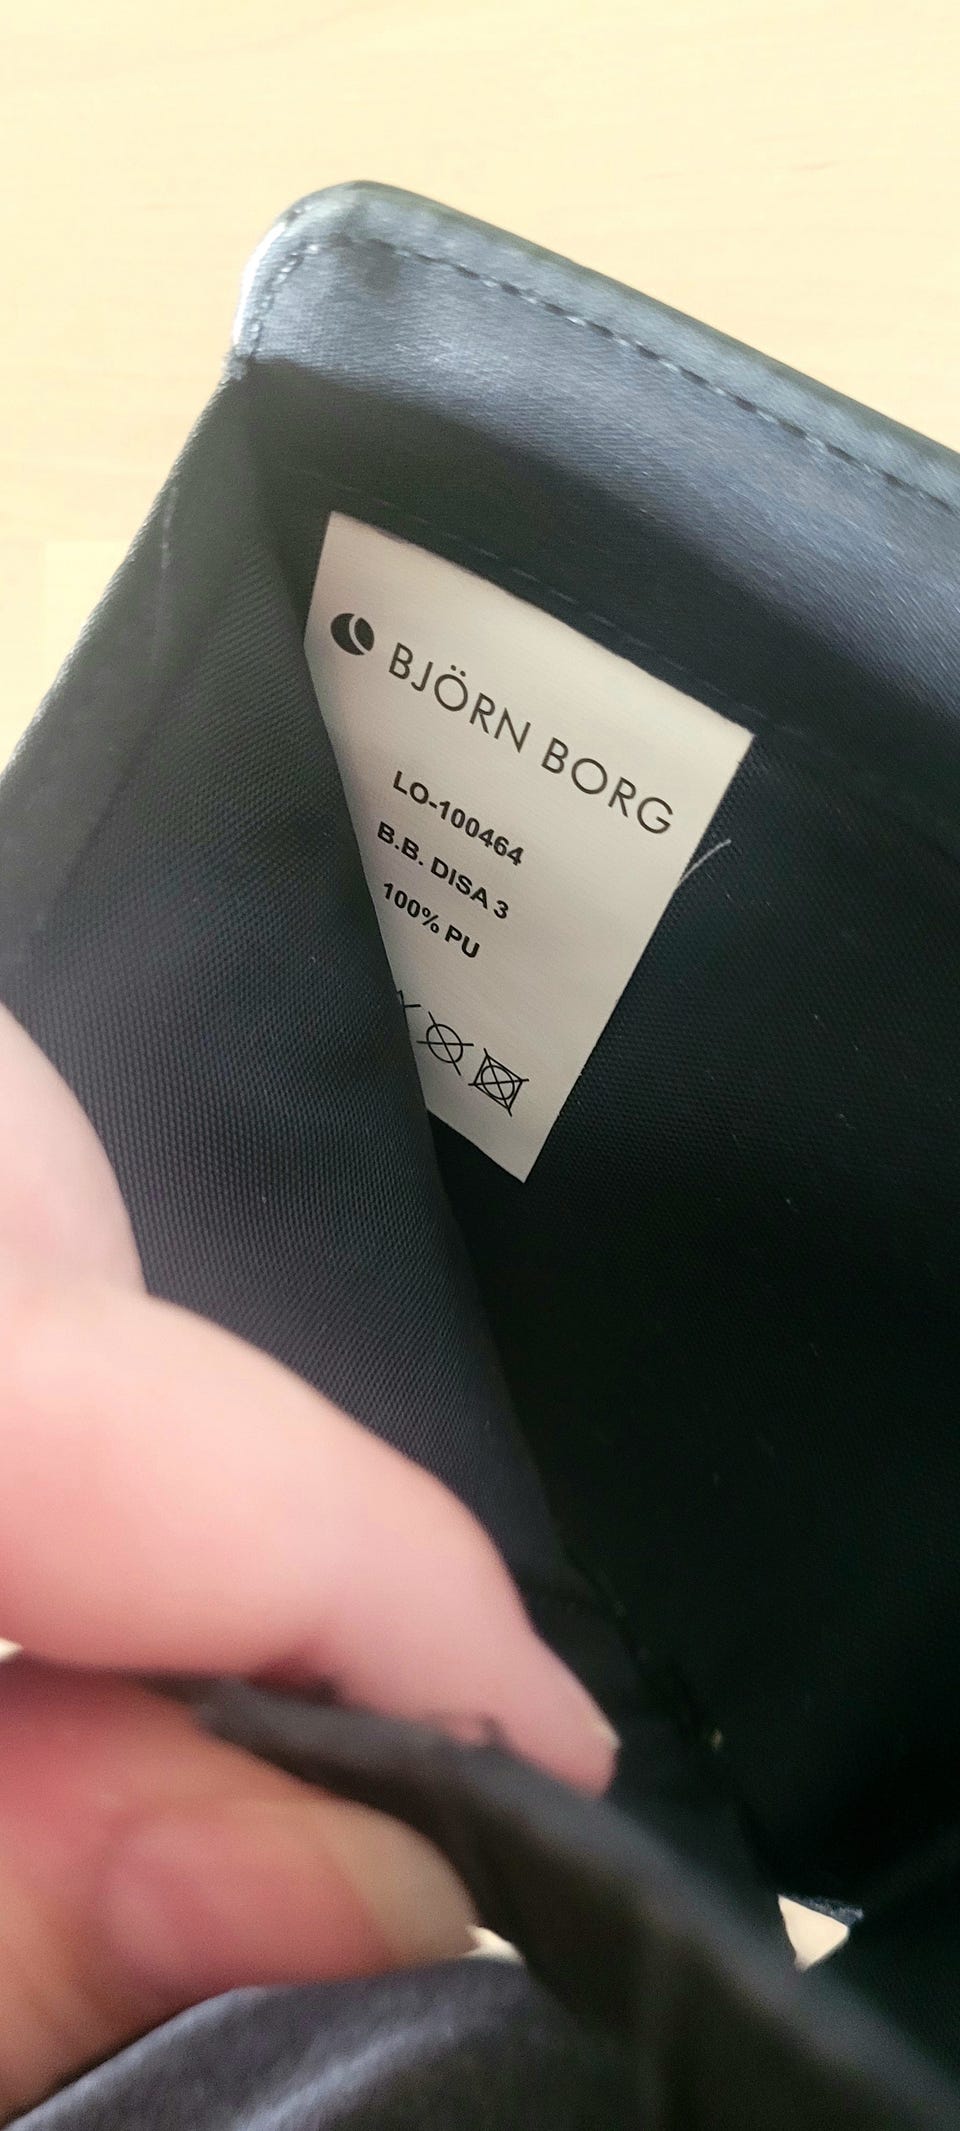 BJÖRN BORG
LO-100464
B.B. DISA 3
100% PU